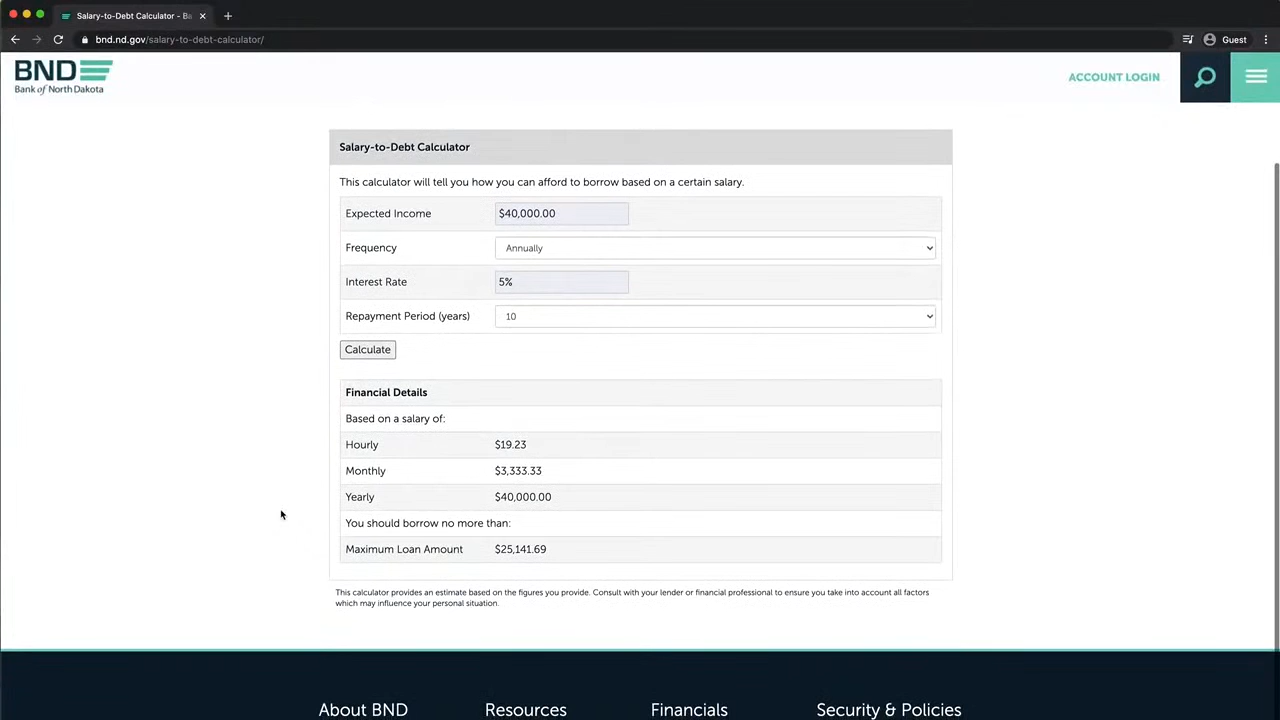 Salary-to-Debt Calculator - Ba
bnd.nd.gov/salary-to-debt-calculator/
Guest
BND
Bank of North Dakota
ACCOUNT LOGIN
Salary-to-Debt Calculator
This calculator will tell you how you can afford to borrow based on a certain salary.
Expected Income $40,000.00
Frequency Annually
Interest Rate 5%
Repayment Period (years) 10
Calculate
Financial Details
Based on a salary of:
Hourly $19.23
Monthly $3,333.33
Yearly $40,000.00
You should borrow no more than:
Maximum Loan Amount $25,141.69
This calculator provides an estimate based on the figures you provide. Consult with your lender or financial professional to ensure you take into account all factors
which may influence your personal situation.
About BND Resources Financials Security & Policies